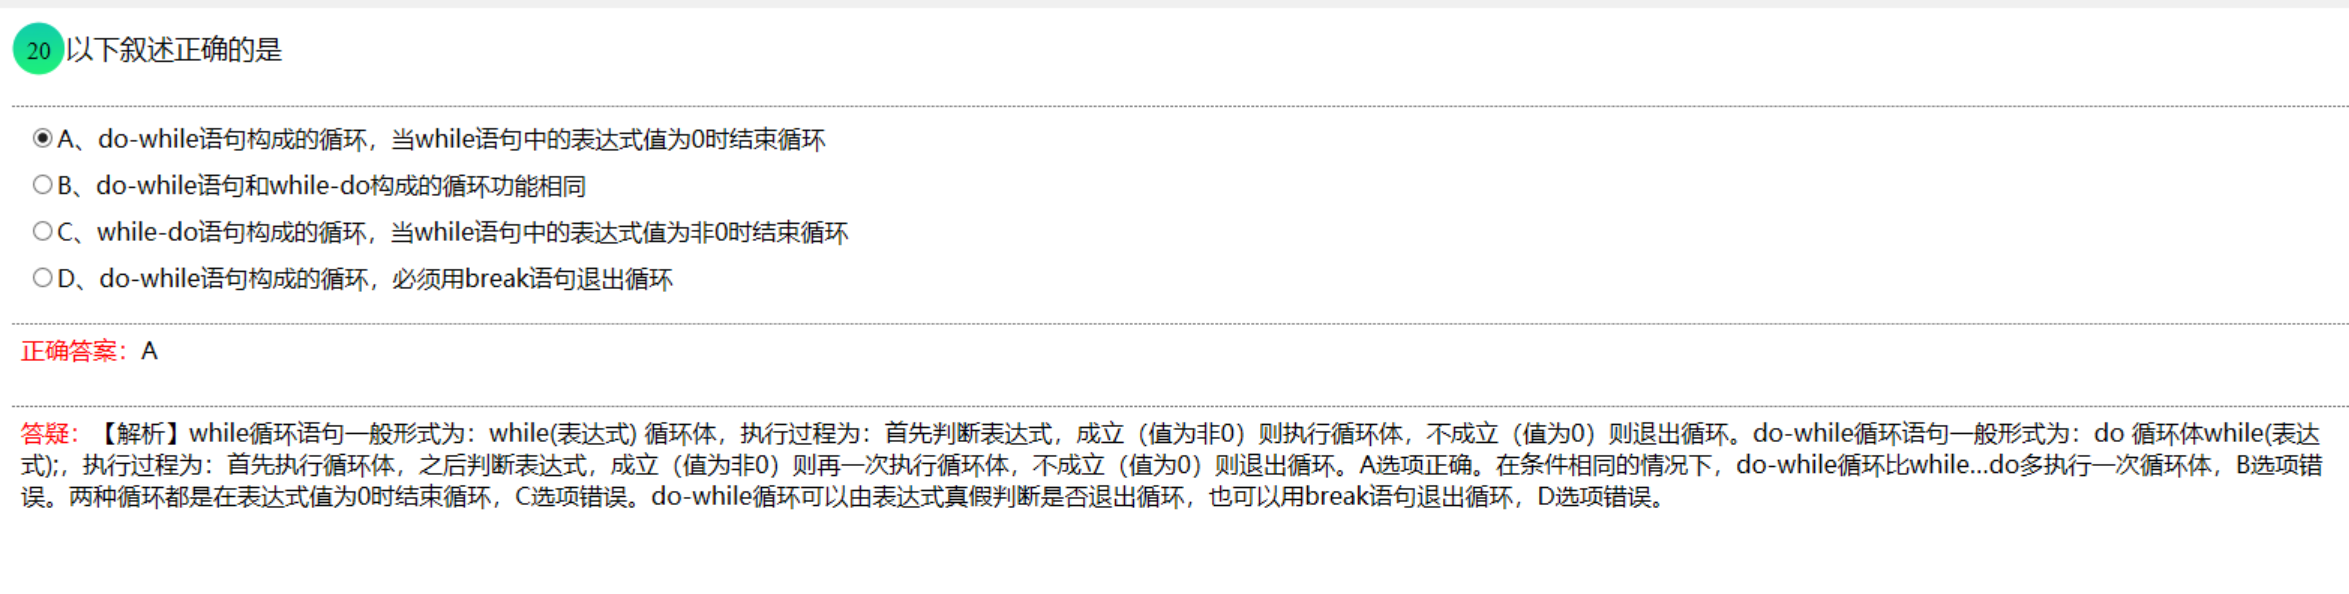 20 以下叙述正确的是
A、do-while语句构成的循环，当while语句中的表达式值为0时结束循环
B、do-while语句和while-do构成的循环功能相同
C、while-do语句构成的循环，当while语句中的表达式值为非0时结束循环
D、do-while语句构成的循环，必须用break语句退出循环
正确答案：A
答疑：【解析】while循环语句一般形式为：while(表达式) 循环体，执行过程为：首先判断表达式，成立（值为非0）则执行循环体，不成立（值为0）则退出循环。do-while循环语句一般形式为：do 循环体while(表达
式);，执行过程为：首先执行循环体，之后判断表达式，成立（值为非0）则再一次执行循环体，不成立（值为0）则退出循环。A选项正确。在条件相同的情况下，do-while循环比while...do多执行一次循环体，B选项错
误。两种循环都是在表达式值为0时结束循环，C选项错误。do-while循环可以由表达式真假判断是否退出循环，也可以用break语句退出循环，D选项错误。